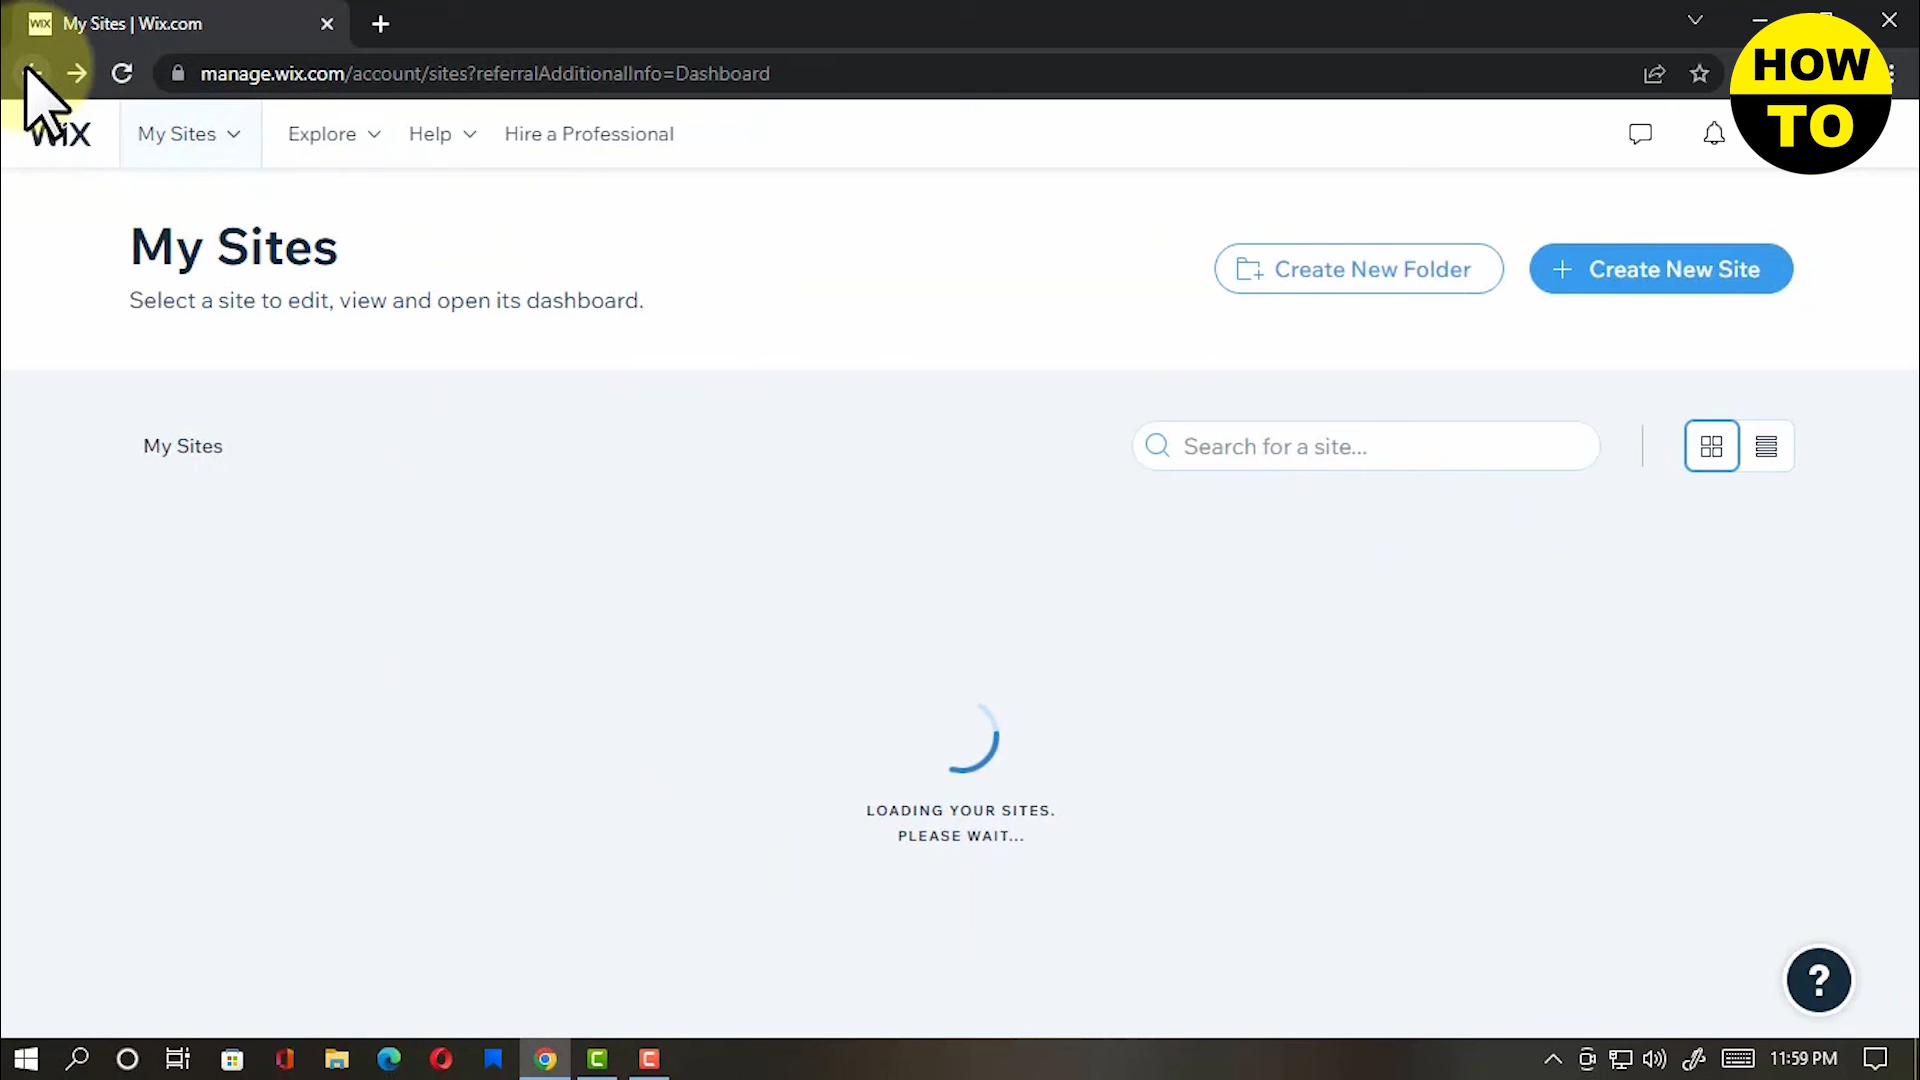 WIX My Sites | Wix.com
manage.wix.com/account/sites?referralAdditionalInfo=Dashboard
HOW
TO
WiX My Sites Explore Help Hire a Professional
My Sites
Select a site to edit, view and open its dashboard.
Create New Folder
+ Create New Site
My Sites
Search for a site...
LOADING YOUR SITES.
PLEASE WAIT...
?
11:59 PM